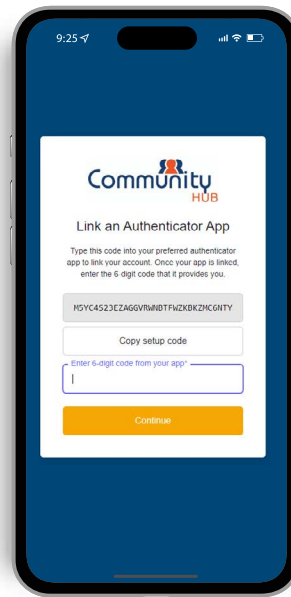 9:25
Community
HUB
Link an Authenticator App
Type this code into your preferred authenticator
app to link your account. Once your app is linked,
enter the 6 digit code that it provides you.
M5YC4S23EZAGGVRWNDTFWZKBKZMC6NTY
Copy setup code
Enter 6-digit code from your app*
Continue